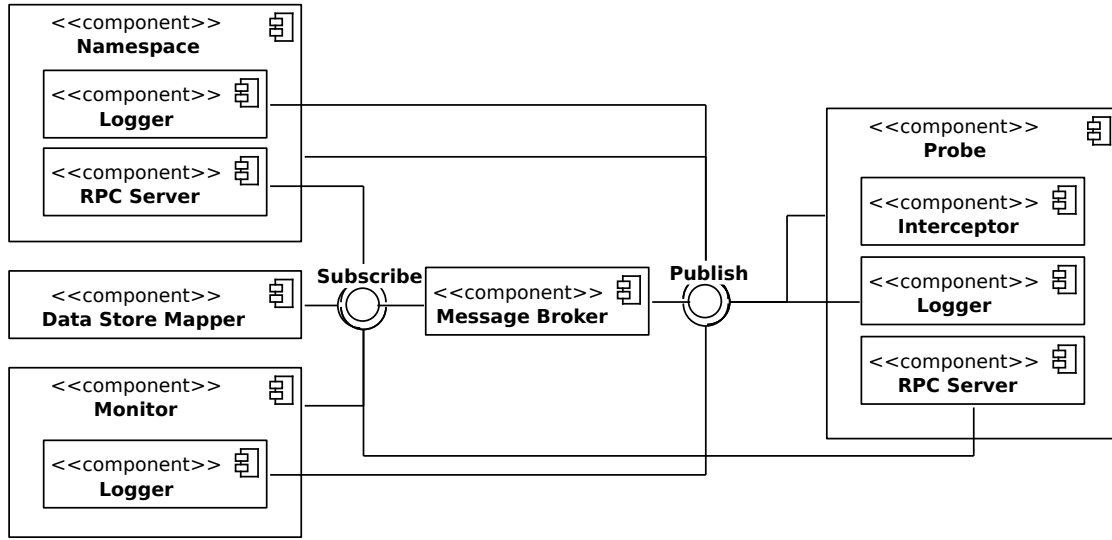 <<component>>
Namespace
<<component>>
Logger
<<component>>
RPC Server
<<component>>
Data Store Mapper
<<component>>
Monitor
<<component>>
Logger
Subscribe
<<component>>
Message Broker
Publish
<<component>>
Probe
<<component>>
Interceptor
<<component>>
Logger
<<component>>
RPC Server